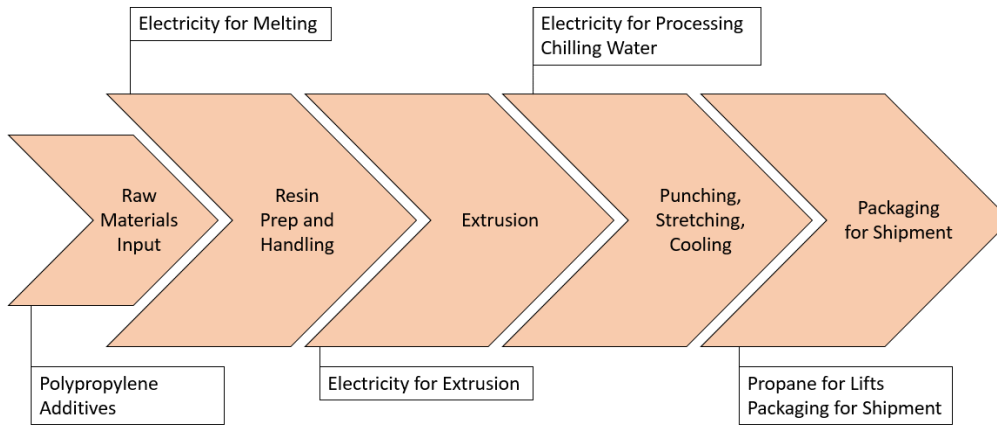 Electricity for Melting
Electricity for Processing
Chilling Water
Raw
Materials
Input
Resin
Prep and
Handling
Extrusion
Punching,
Stretching,
Cooling
Packaging
for Shipment
Polypropylene
Additives
Electricity for Extrusion
Propane for Lifts
Packaging for Shipment